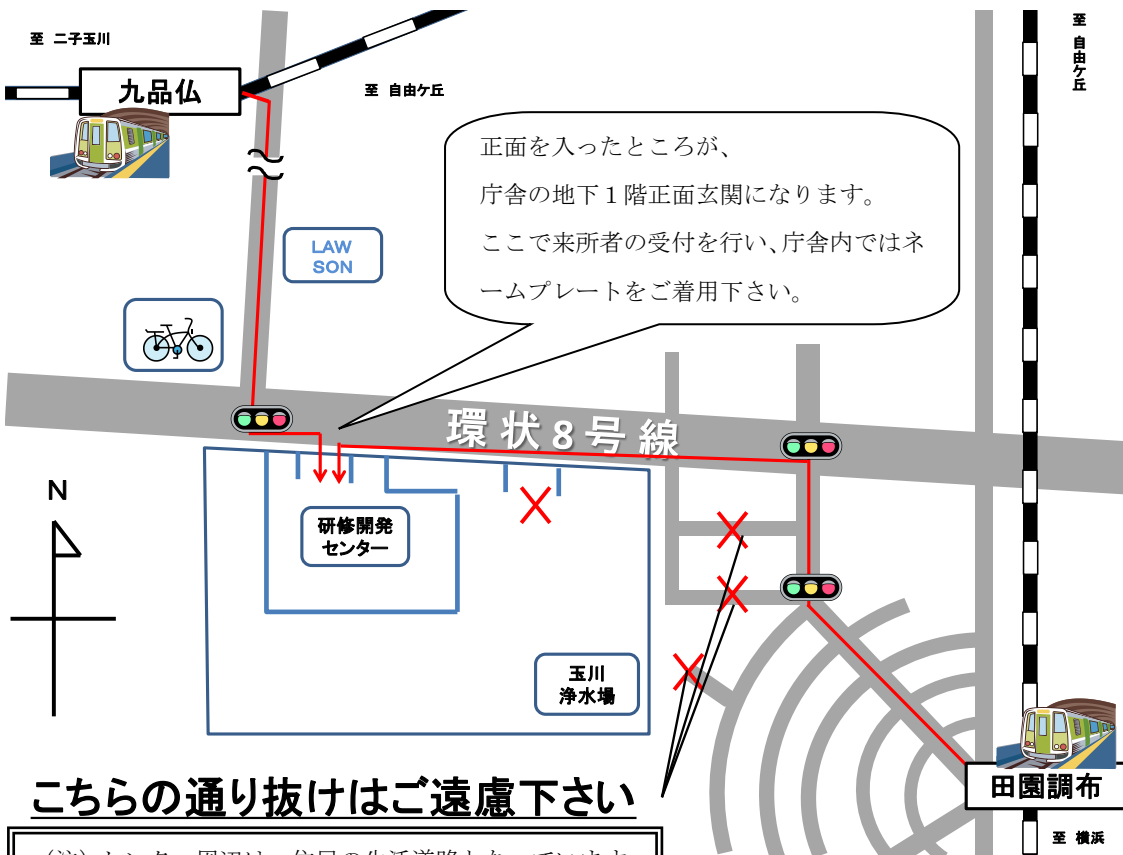 至 二子玉川
九品仏
至 自由ケ丘
至 自由ケ丘
正面を入ったところが、
庁舎の地下１階正面玄関になります。
ここで来所者の受付を行い、庁舎内ではネ
ームプレートをご着用下さい。
LAW
SON
環状8号線
N
研修開発
センター
玉川
浄水場
田園調布
至 横浜
こちらの通り抜けはご遠慮下さい